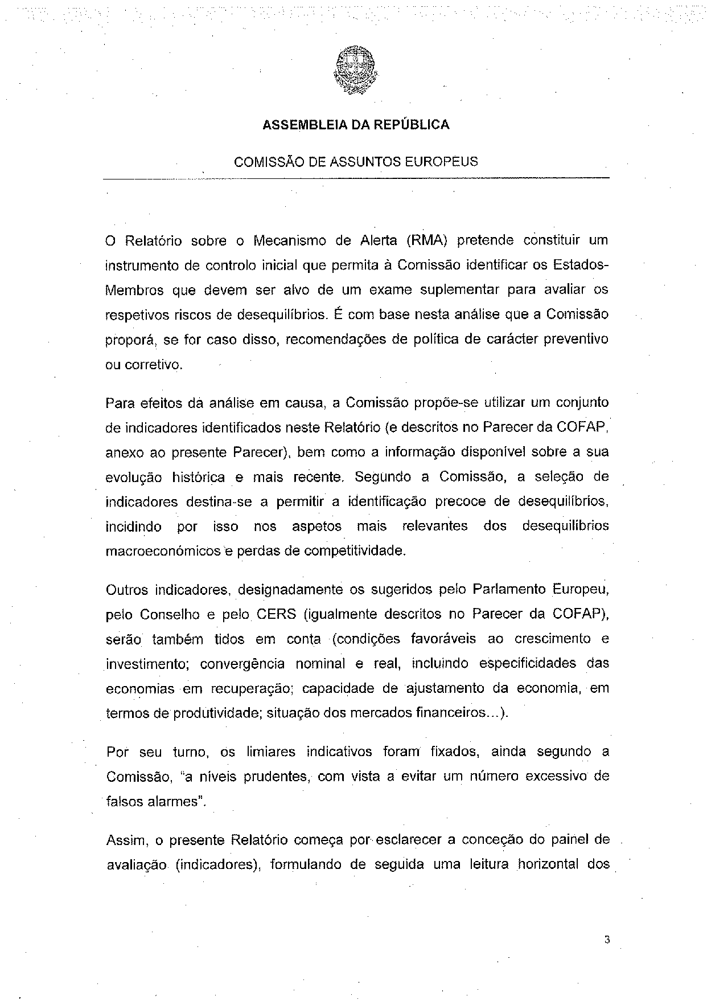 ASSEMBLEIA DA REPÚBLICA
COMISSÃO DE ASSUNTOS EUROPEUS
O Relatório sobre o Mecanismo de Alerta (RMA) pretende constituir um
instrumento de controlo inicial que permita à Comissão identificar os Estados-
Membros que devem ser alvo de um exame suplementar para avaliar os
respetivos riscos de desequilíbrios. É com base nesta análise que a Comissão
proporá, se for caso disso, recomendações de política de carácter preventivo
ou corretivo.
Para efeitos da análise em causa, a Comissão propõe-se utilizar um conjunto
de indicadores identificados neste Relatório (e descritos no Parecer da COFAP,
anexo ao presente Parecer), bem como a informação disponível sobre a sua
evolução histórica e mais recente. Segundo a Comissão, a seleção de
indicadores destina-se a permitir a identificação precoce de desequilíbrios,
incidindo por isso nos aspetos mais relevantes dos desequilíbrios
macroeconómicos e perdas de competitividade.
Outros indicadores, designadamente os sugeridos pelo Parlamento Europeu,
pelo Conselho e pelo CERS (igualmente descritos no Parecer da COFAP),
serão também tidos em conta (condições favoráveis ao crescimento e
investimento; convergência nominal e real, incluindo especificidades das
economias em recuperação; capacidade de ajustamento da economia, em
termos de produtividade; situação dos mercados financeiros...).
Por seu turno, os limiares indicativos foram fixados, ainda segundo a
Comissão, "a níveis prudentes, com vista a evitar um número excessivo de
falsos alarmes".
Assim, o presente Relatório começa por esclarecer a conceção do painel de
avaliação (indicadores), formulando de seguida uma leitura horizontal dos
3